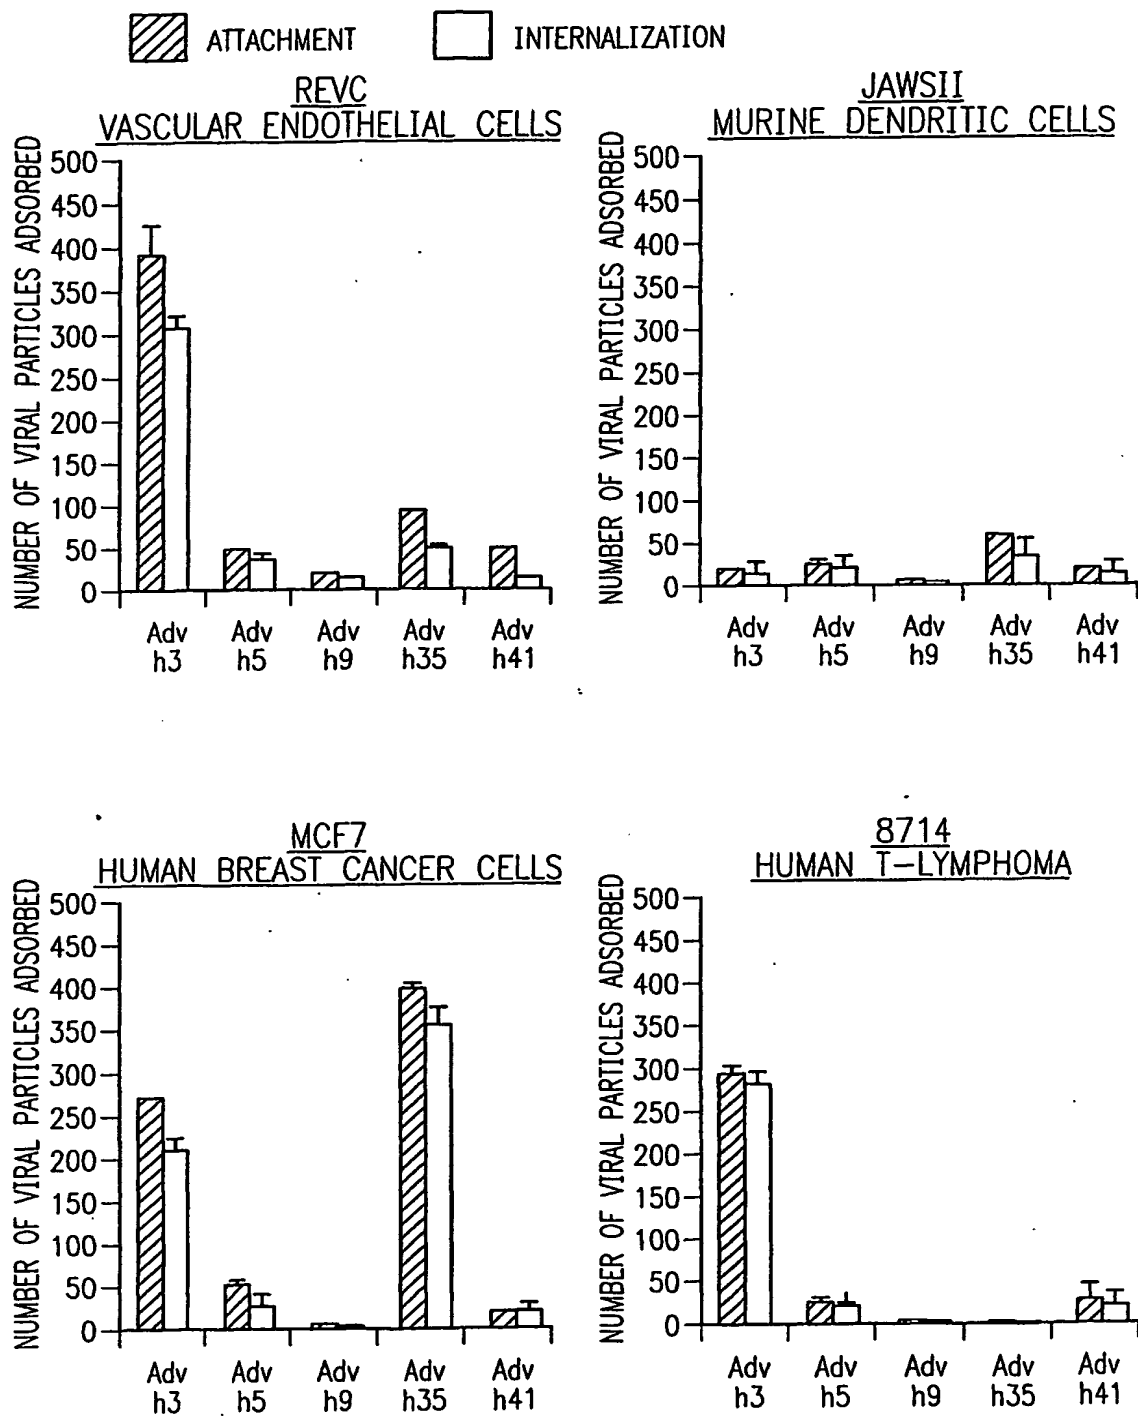 ATTACHMENT
INTERNALIZATION
REVC
VASCULAR ENDOTHELIAL CELLS
NUMBER OF VIRAL PARTICLES ADSORBED
500
450
400
350
300
250
200
150
100
50
0
Adv h3
Adv h5
Adv h9
Adv h35
Adv h41
JAWSII
MURINE DENDRITIC CELLS
NUMBER OF VIRAL PARTICLES ADSORBED
500
450
400
350
300
250
200
150
100
50
0
Adv h3
Adv h5
Adv h9
Adv h35
Adv h41
MCF7
HUMAN BREAST CANCER CELLS
NUMBER OF VIRAL PARTICLES ADSORBED
500
450
400
350
300
250
200
150
100
50
0
Adv h3
Adv h5
Adv h9
Adv h35
Adv h41
8714
HUMAN T-LYMPHOMA
NUMBER OF VIRAL PARTICLES ADSORBED
500
450
400
350
300
250
200
150
100
50
0
Adv h3
Adv h5
Adv h9
Adv h35
Adv h41